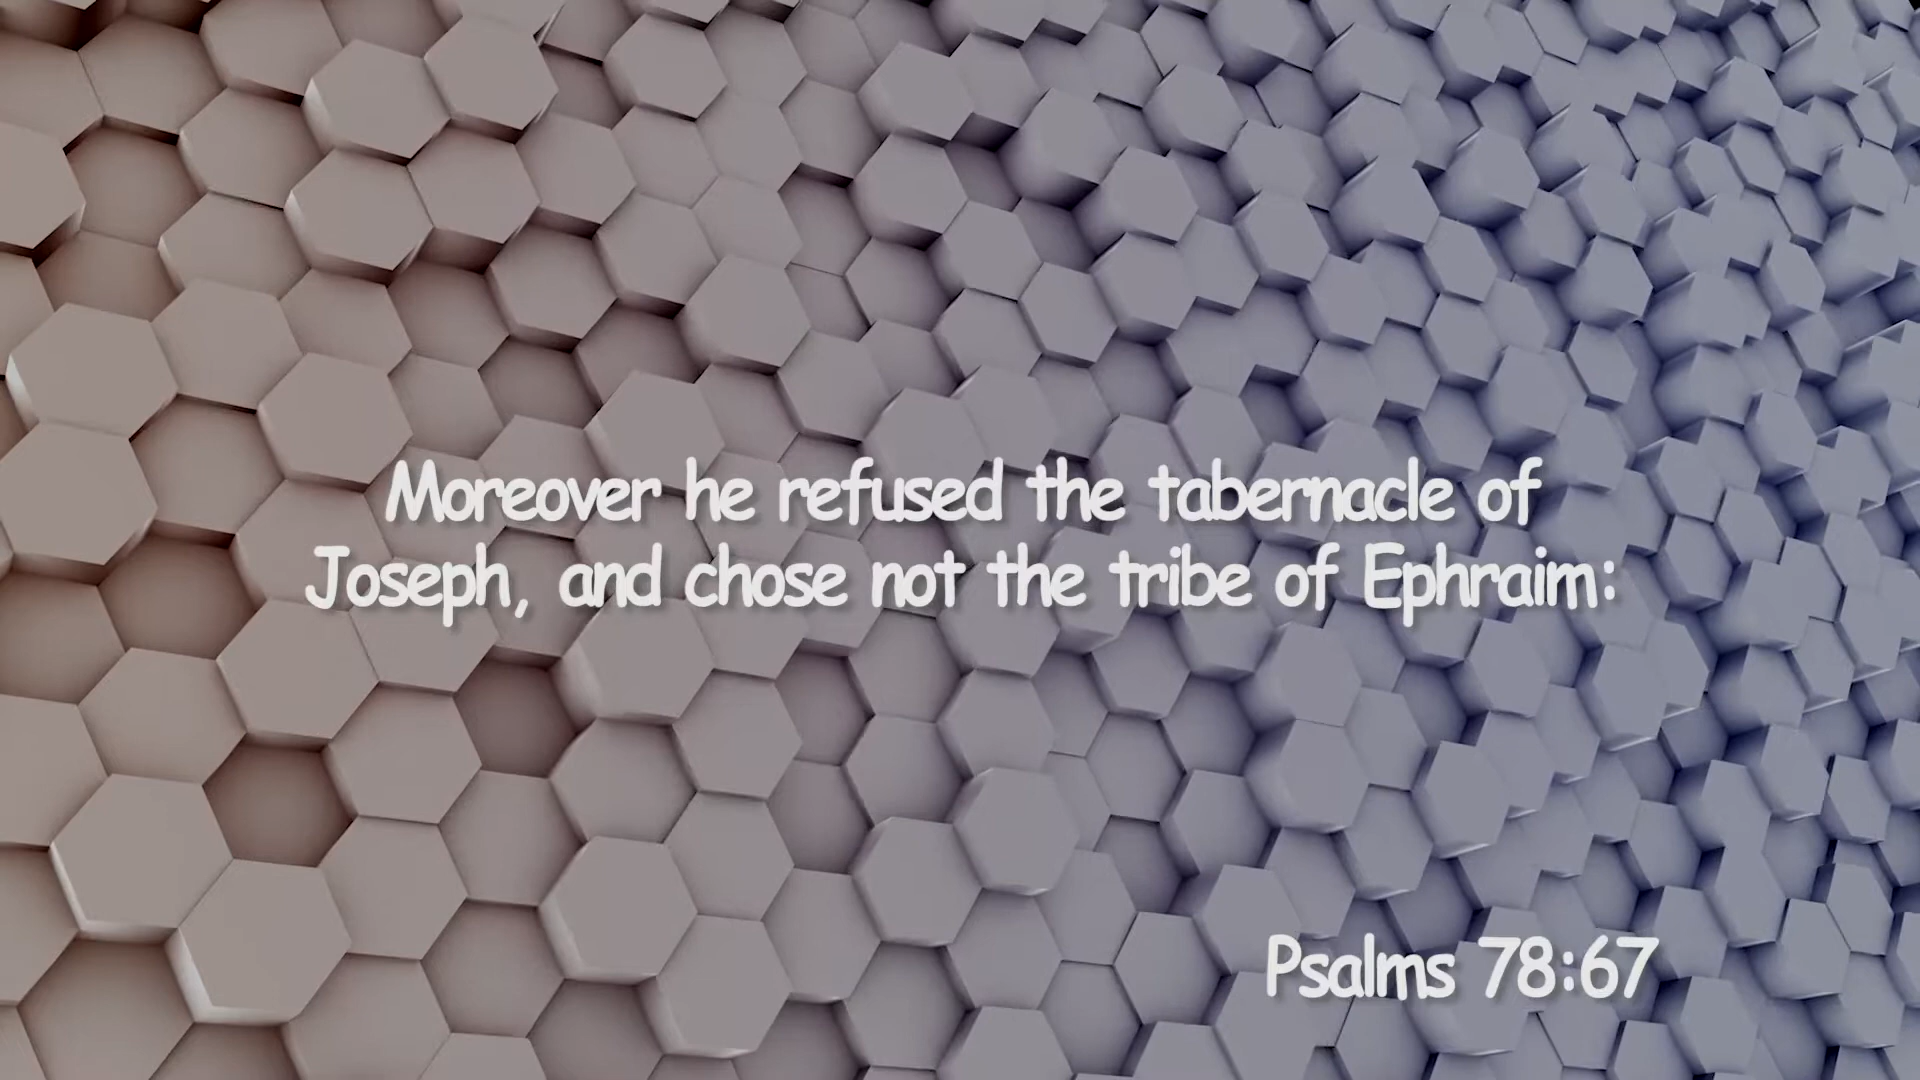 Moreover he refused the tabernacle of
Joseph, and chose not the tribe of Ephraim:
Psalms 78:67